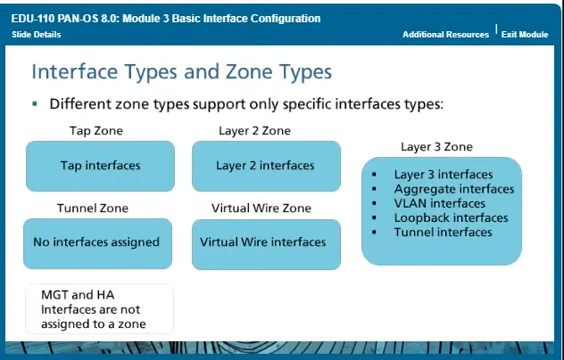 EDU-110 PAN-OS 8.0: Module 3 Basic Interface Configuration
Slide Details
Additional Resources
Exit Module
Interface Types and Zone Types
▪ Different zone types support only specific interfaces types:
Tap Zone
Tap interfaces
Layer 2 Zone
Layer 2 interfaces
Layer 3 Zone
▪ Layer 3 interfaces
▪ Aggregate interfaces
▪ VLAN interfaces
▪ Loopback interfaces
▪ Tunnel interfaces
Tunnel Zone
No interfaces assigned
Virtual Wire Zone
Virtual Wire interfaces
MGT and HA
Interfaces are not
assigned to a zone